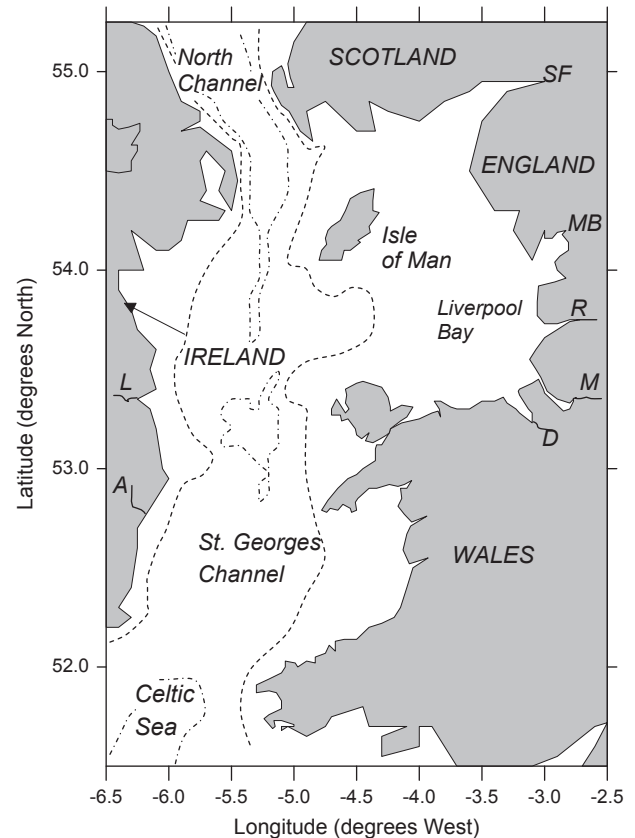 North
Channel
SCOTLAND
55.0
SF
ENGLAND
MB
Isle
of Man
54.0
Liverpool
Bay
R
IRELAND
L
M
D
53.0
A
St. Georges
Channel
WALES
52.0
Celtic
Sea
-6.5 -6.0 -5.5 -5.0 -4.5 -4.0 -3.5 -3.0 -2.5
Longitude (degrees West)
Latitude (degrees North)